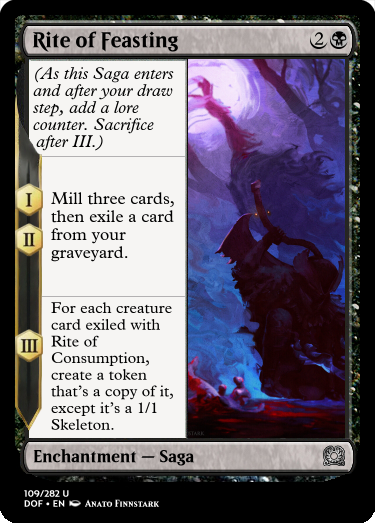 Rite of Feasting 2
(As this Saga enters
and after your draw
step, add a lore
counter. Sacrifice
after III.)
I
II
Mill three cards,
then exile a card
from your
graveyard.
III
For each creature
card exiled with
Rite of
Consumption,
create a token
that's a copy of it,
except it's a 1/1
Skeleton.
Enchantment — Saga
109/282 U
DOF • EN Anato Finnstark